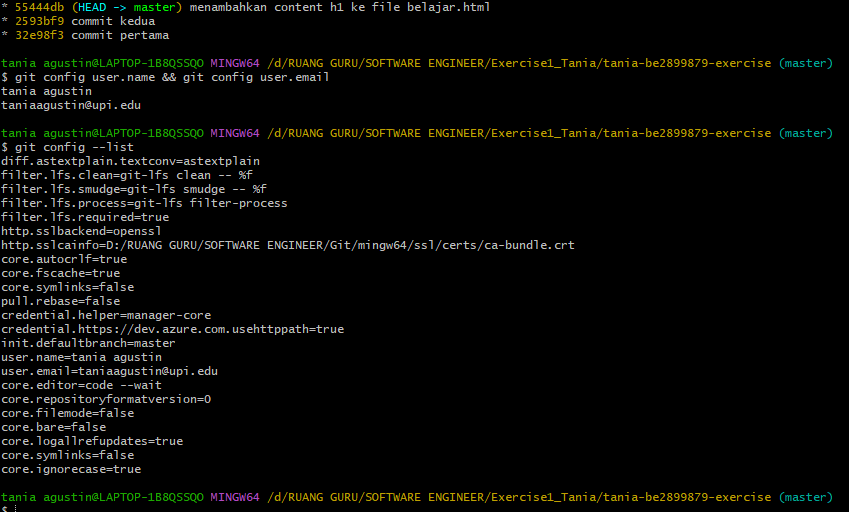 * 55444db (HEAD -> master) menambahkan content h1 ke file belajar.html
* 2593bf9 commit kedua
* 32e98f3 commit pertama
tania agustin@LAPTOP-1B8QSSQO MINGW64 /d/RUANG GURU/SOFTWARE ENGINEER/Exercise1_Tania/tania-be2899879-exercise (master)
$ git config user.name && git config user.email
tania agustin
taniaagustin@upi.edu
tania agustin@LAPTOP-1B8QSSQO MINGW64 /d/RUANG GURU/SOFTWARE ENGINEER/Exercise1_Tania/tania-be2899879-exercise (master)
$ git config --list
diff.astextplain.textconv=astextplain
filter.lfs.clean=git-lfs clean -- %f
filter.lfs.smudge=git-lfs smudge -- %f
filter.lfs.process=git-lfs filter-process
filter.lfs.required=true
http.sslbackend=openssl
http.sslcainfo=D:/RUANG GURU/SOFTWARE ENGINEER/Git/mingw64/ssl/certs/ca-bundle.crt
core.autocrlf=true
core.fscache=true
core.symlinks=false
pull.rebase=false
credential.helper=manager-core
credential.https://dev.azure.com.usehttppath=true
init.defaultbranch=master
user.name=tania agustin
user.email=taniaagustin@upi.edu
core.editor=code --wait
core.repositoryformatversion=0
core.filemode=false
core.bare=false
core.logallrefupdates=true
core.symlinks=false
core.ignorecase=true
tania agustin@LAPTOP-1B8QSSQO MINGW64 /d/RUANG GURU/SOFTWARE ENGINEER/Exercise1_Tania/tania-be2899879-exercise (master)
$